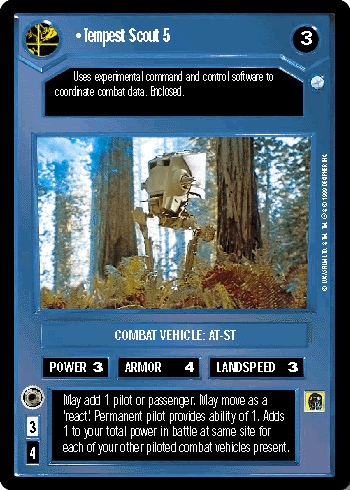 •Tempest Scout 5
3
Uses experimental command and control software to
coordinate combat data. Enclosed.
COMBAT VEHICLE: AT-ST
POWER 3 ARMOR 4 LANDSPEED 3
May add 1 pilot or passenger. May move as a
'react'. Permanent pilot provides ability of 1. Adds
1 to your total power in battle at same site for
each of your other piloted combat vehicles present.
3
4